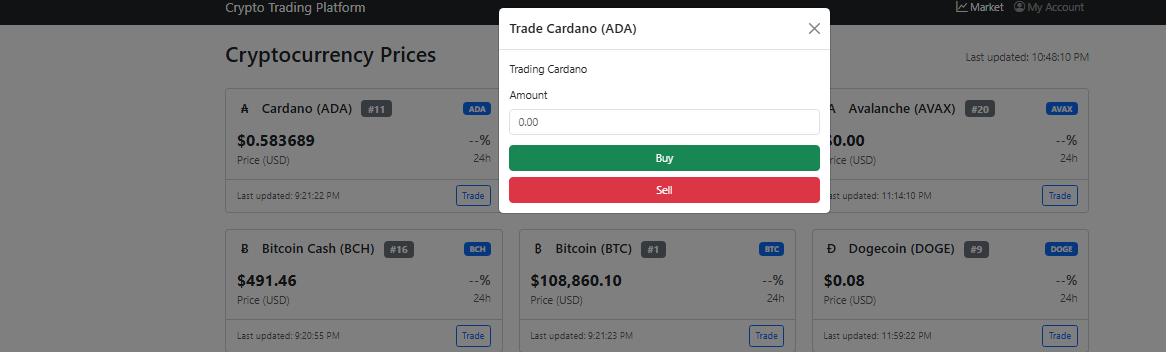 Crypto Trading Platform
Market
My Account
Trade Cardano (ADA)
Trading Cardano
Amount
0.00
Buy
Sell
Cryptocurrency Prices
Last updated: 10:48:10 PM
₳ Cardano (ADA) #11 ADA
$0.583689 --%
Price (USD) 24h
Last updated: 9:21:22 PM Trade
Avalanche (AVAX) #20 AVAX
$0.00 --%
Price (USD) 24h
Last updated: 11:14:10 PM Trade
Ƀ Bitcoin Cash (BCH) #16 BCH
$491.46 --%
Price (USD) 24h
Last updated: 9:20:55 PM Trade
₿ Bitcoin (BTC) #1 BTC
$108,860.10 --%
Price (USD) 24h
Last updated: 9:21:23 PM Trade
Ð Dogecoin (DOGE) #9 DOGE
$0.08 --%
Price (USD) 24h
Last updated: 11:59:22 PM Trade